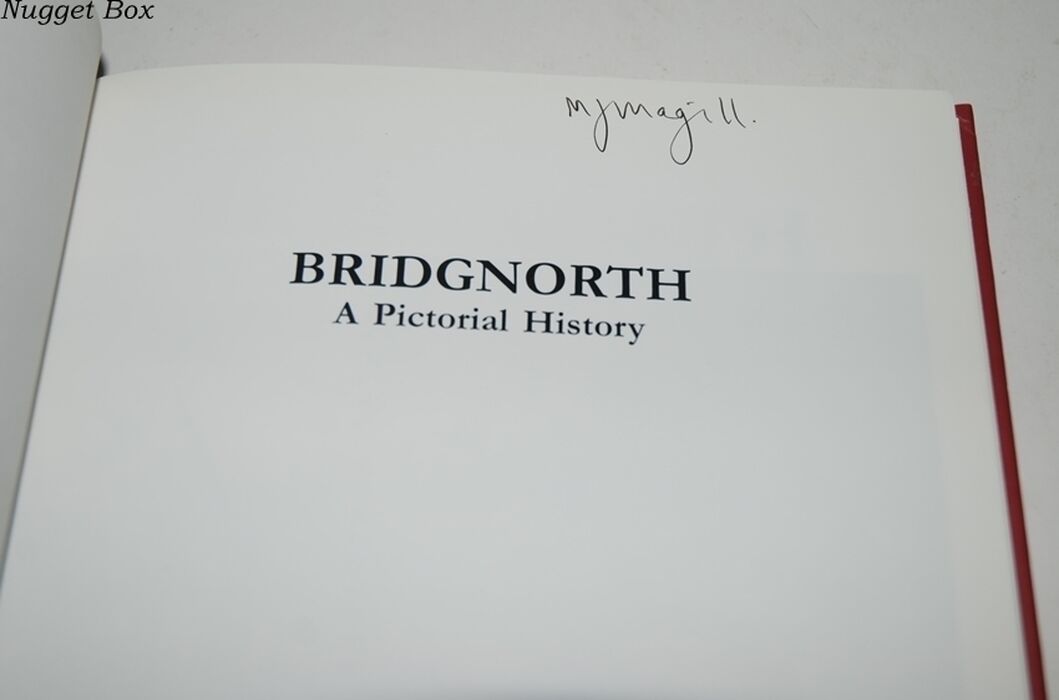 Nugget Box
MJMagill.
BRIDGNORTH
A Pictorial History